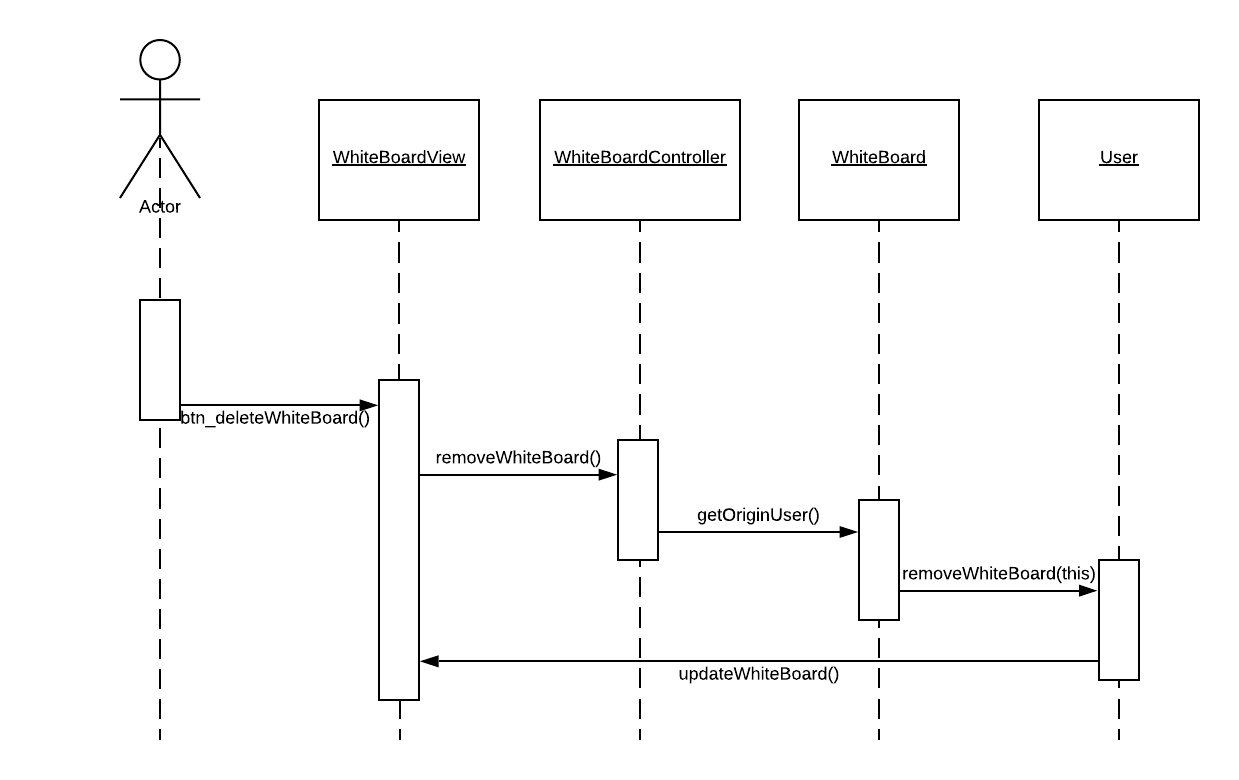 WhiteBoardView
WhiteBoardController
WhiteBoard
User
Actor
btn_deleteWhiteBoard()
removeWhiteBoard()
getOriginUser()
removeWhiteBoard(this)
updateWhiteBoard()